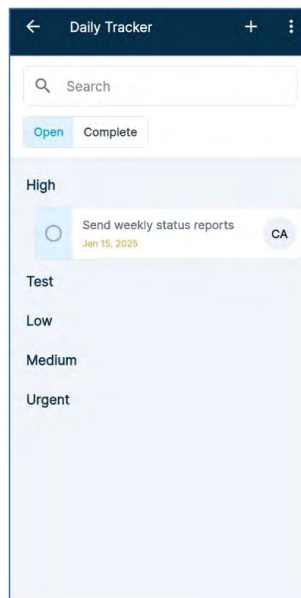 Daily Tracker
Search
Open Complete
High
Send weekly status reports
Jan 15, 2025
CA
Test
Low
Medium
Urgent